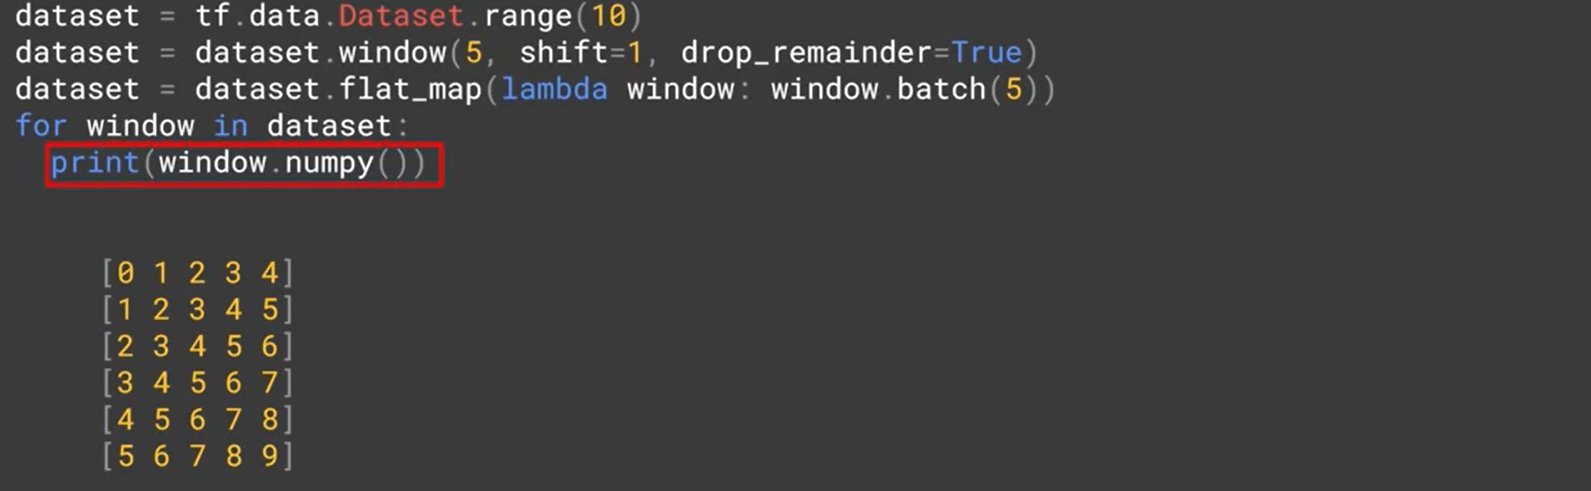 dataset = tf.data.Dataset.range(10)
dataset = dataset.window(5, shift=1, drop_remainder=True)
dataset = dataset.flat_map(lambda window: window.batch(5))
for window in dataset:
  print(window.numpy())
[0 1 2 3 4]
[1 2 3 4 5]
[2 3 4 5 6]
[3 4 5 6 7]
[4 5 6 7 8]
[5 6 7 8 9]